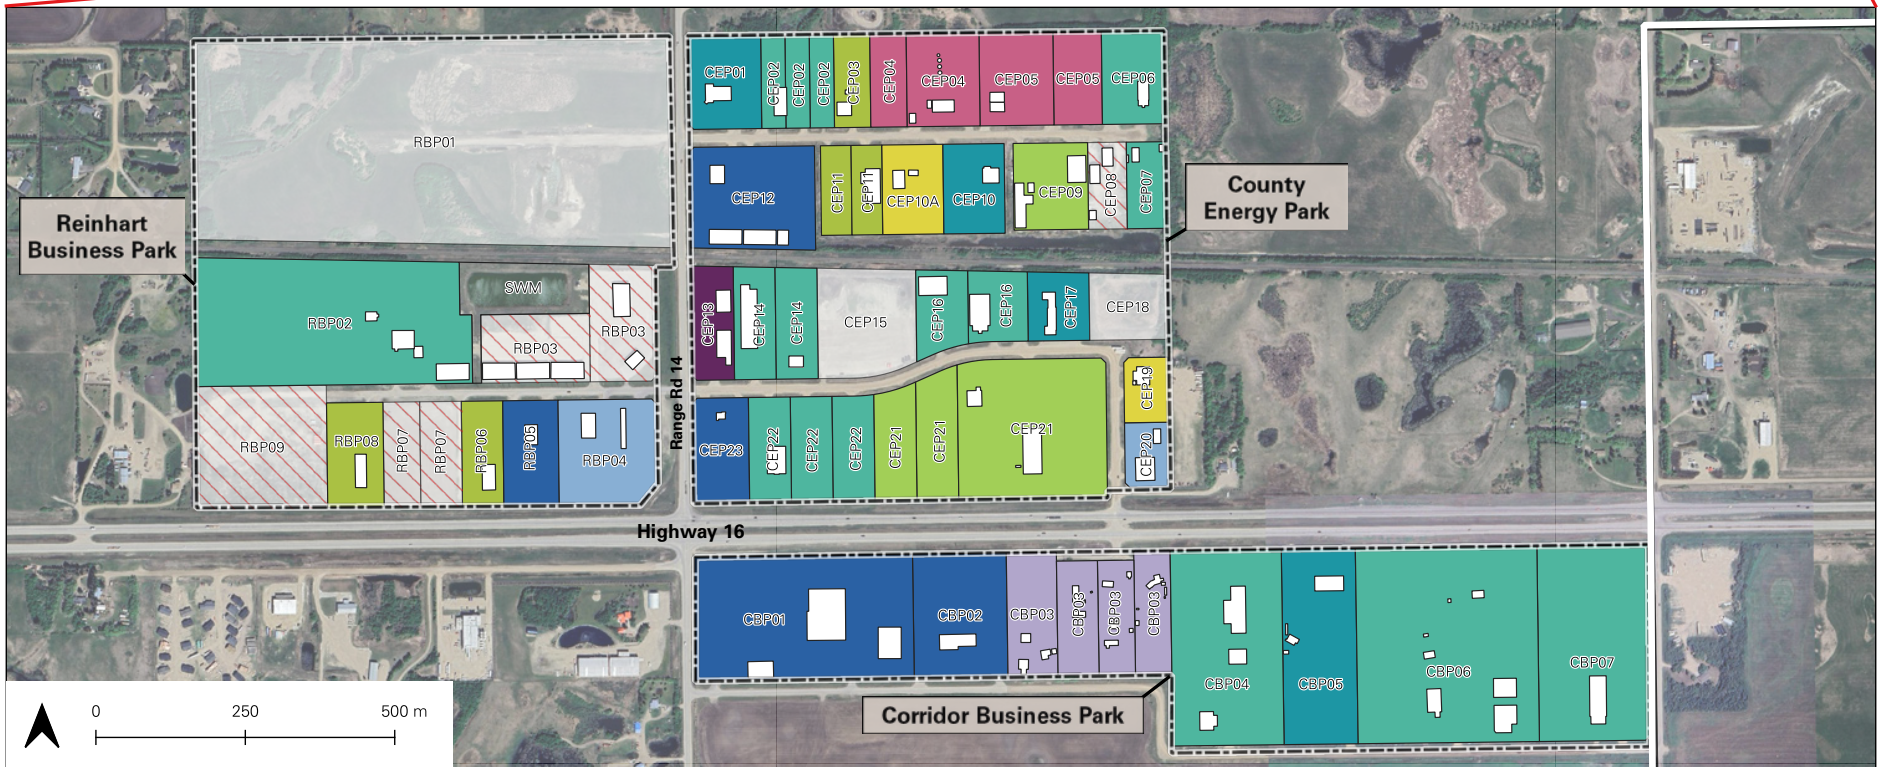 CEP01
CEP02
CEP02
CEP02
CEP03
CEP04
CEP04
CEP05
CEP05
CEP06
RBP01
CEP12
CEP11
CEP11
CEP10A
CEP10
CEP09
CEP08
CEP07
County
Energy Park
Reinhart
Business Park
RBP02
SWM
RBP03
RBP03
CEP13
CEP14
CEP14
CEP15
CEP16
CEP16
CEP17
CEP18
Range Rd 14
RBP09
RBP08
RBP07
RBP07
RBP06
RBP05
RBP04
CEP23
CEP22
CEP22
CEP22
CEP21
CEP21
CEP21
CEP19
CEP20
Highway 16
CBP01
CBP02
CBP03
CBP03
CBP03
CBP03
CBP04
CBP05
CBP06
CBP07
Corridor Business Park
0 250 500 m